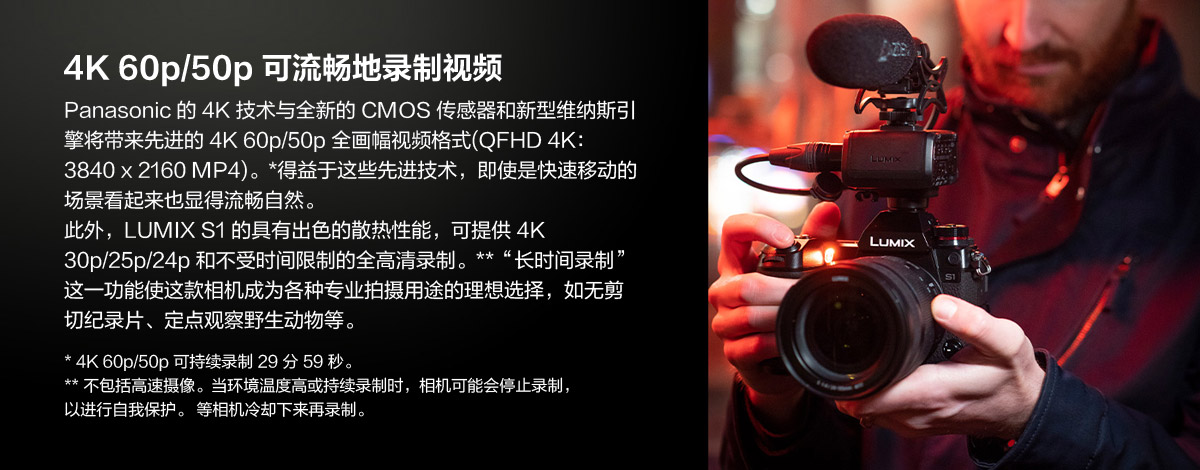 4K 60p/50p 可流畅地录制视频
Panasonic 的 4K 技术与全新的 CMOS 传感器和新型维纳斯引
擎将带来先进的 4K 60p/50p 全画幅视频格式(QFHD 4K：
3840 x 2160 MP4)。*得益于这些先进技术，即使是快速移动的
场景看起来也显得流畅自然。
此外，LUMIX S1 的具有出色的散热性能，可提供 4K
30p/25p/24p 和不受时间限制的全高清录制。**“长时间录制”
这一功能使这款相机成为各种专业拍摄用途的理想选择，如无剪
切纪录片、定点观察野生动物等。
* 4K 60p/50p 可持续录制 29 分 59 秒。
** 不包括高速摄像。当环境温度高或持续录制时，相机可能会停止录制，
以进行自我保护。 等相机冷却下来再录制。
LUMIX
LUMIX
S1